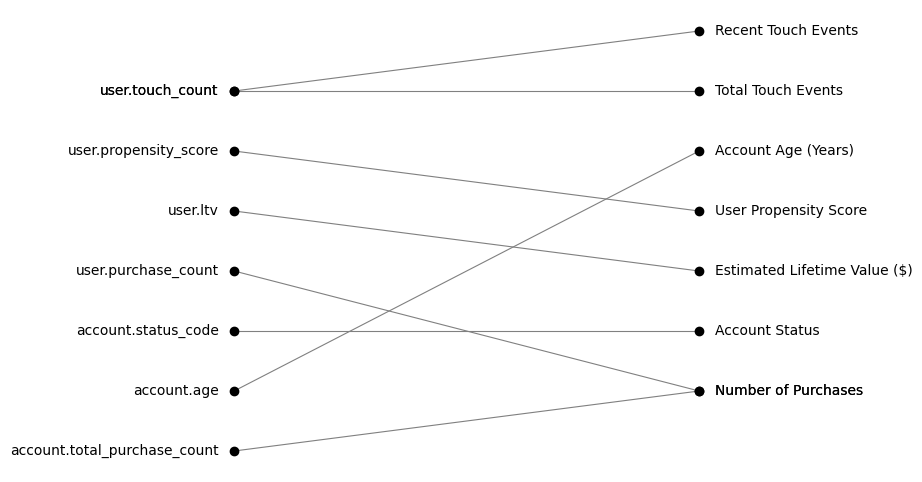 user.touch_count
user.propensity_score
user.ltv
user.purchase_count
account.status_code
account.age
account.total_purchase_count
Recent Touch Events
Total Touch Events
Account Age (Years)
User Propensity Score
Estimated Lifetime Value ($)
Account Status
Number of Purchases